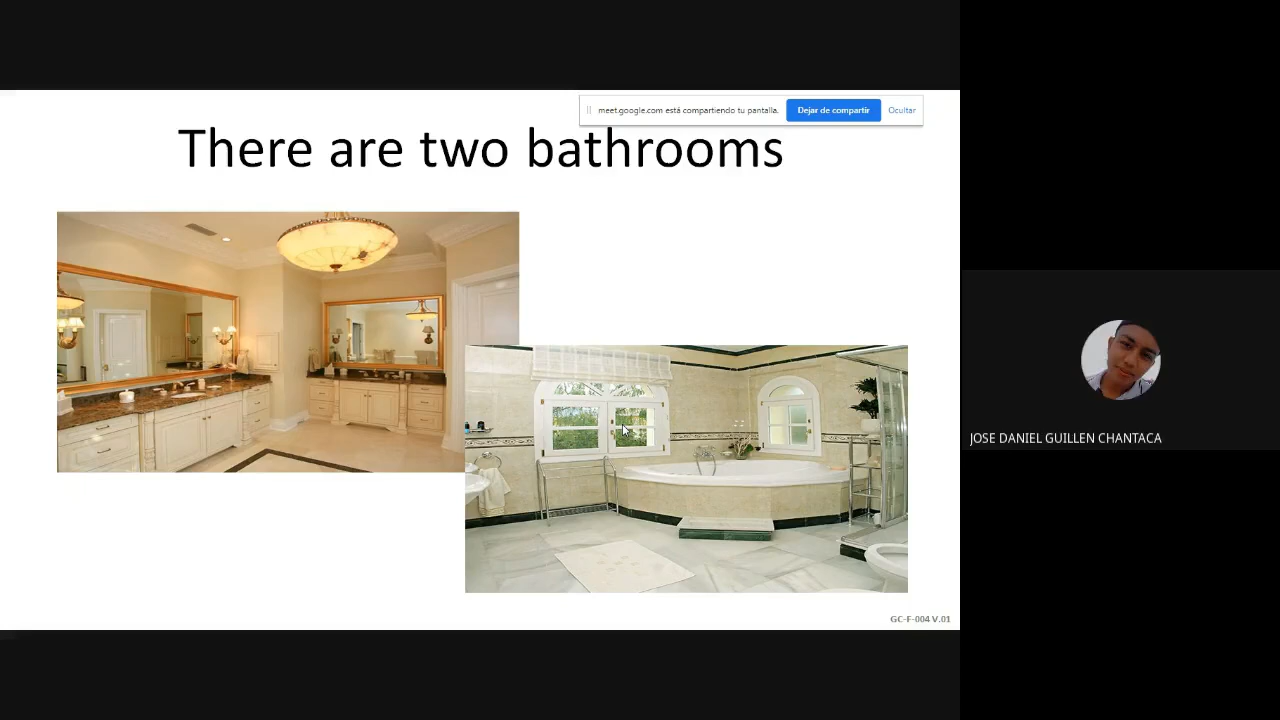 meet.google.com está compartiendo tu pantalla.
Dejar de compartir
Ocultar
There are two bathrooms
JOSE DANIEL GUILLEN CHANTACA
GC-F-004 V.01